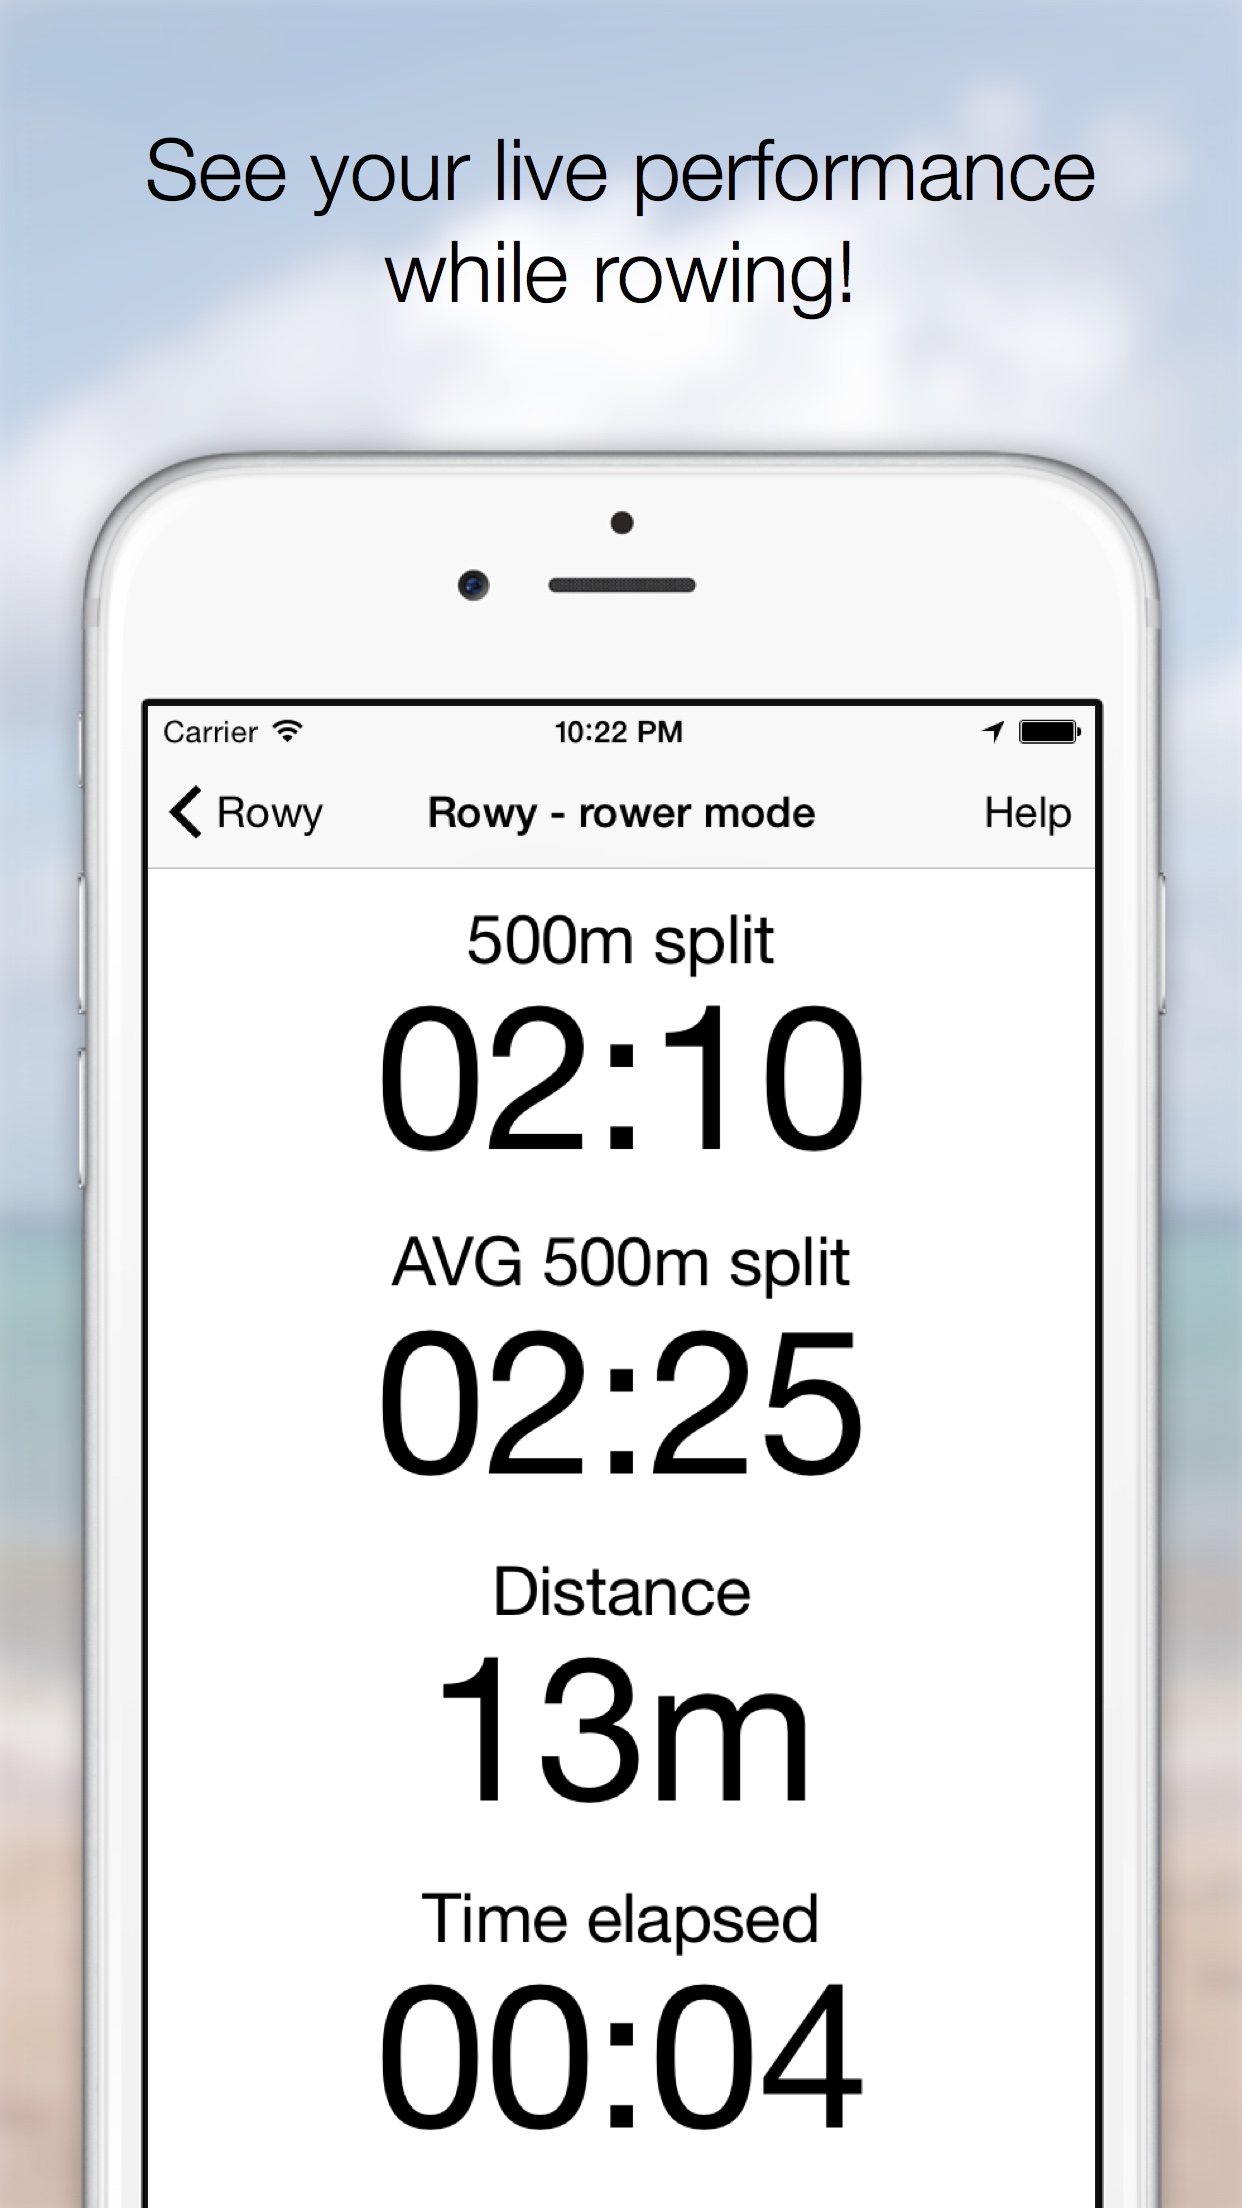 See your live performance
while rowing!
Carrier 10:22 PM
Rowy Rowy - rower mode Help
500m split
02:10
AVG 500m split
02:25
Distance
13m
Time elapsed
00:04